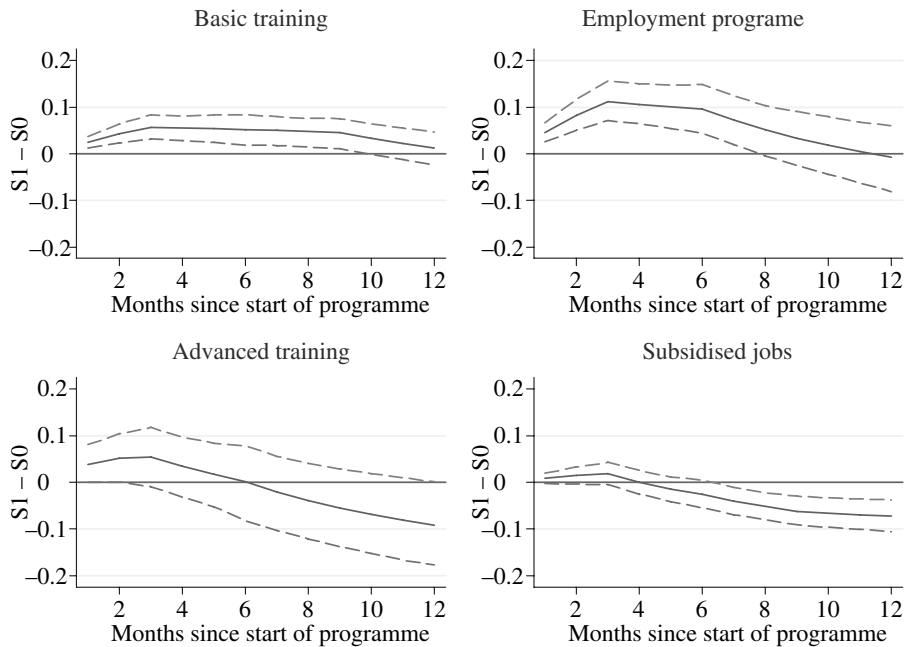 Basic training
Employment programe
0.2
0.1
0
–0.1
–0.2
S1 – S0
2 4 6 8 10 12
Months since start of programme
0.2
0.1
0
–0.1
–0.2
S1 – S0
2 4 6 8 10 12
Months since start of programme
Advanced training
Subsidised jobs
0.2
0.1
0
–0.1
–0.2
S1 – S0
2 4 6 8 10 12
Months since start of programme
0.2
0.1
0
–0.1
–0.2
S1 – S0
2 4 6 8 10 12
Months since start of programme